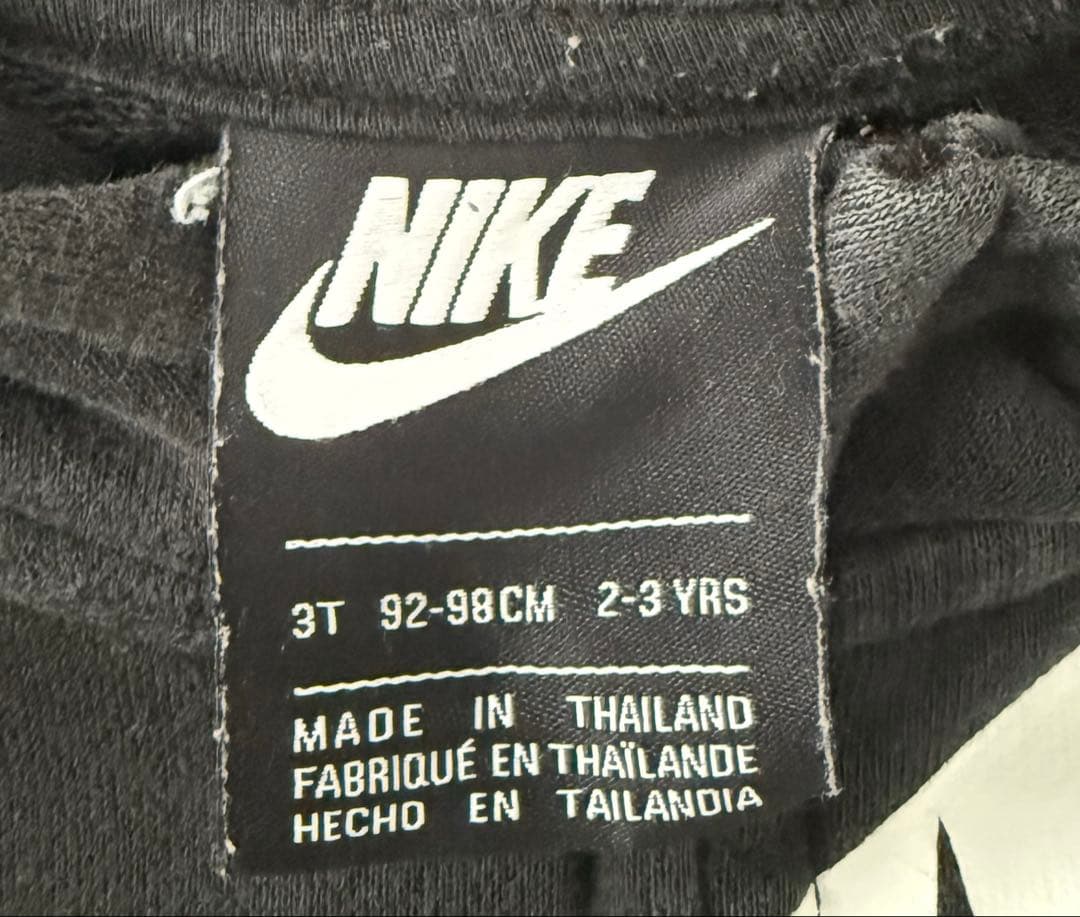 NIKE
3T 92-98CM 2-3 YRS
MADE IN THAILAND
FABRIQUÉ EN THAÏLANDE
HECHO EN TAILANDIA